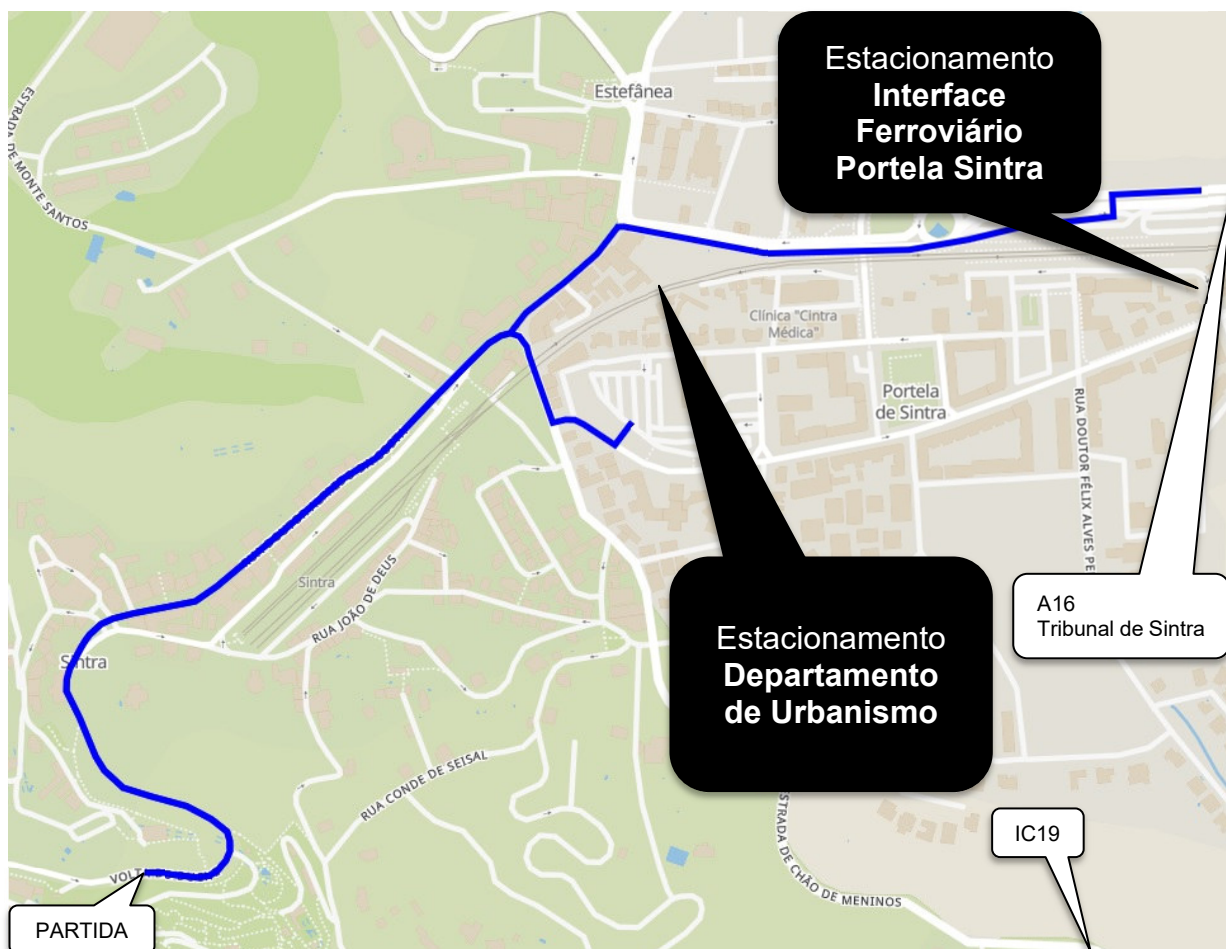 Estacionamento
Interface
Ferroviário
Portela Sintra
Estefânea
ESTRADA DE MONTE SANTOS
Clínica "Cintra
Médica"
Portela
de Sintra
RUA DOUTOR FÉLIX ALVES PE
Sintra
RUA JOÃO DE DEUS
A16
Tribunal de Sintra
Estacionamento
Departamento
de Urbanismo
Sintra
RUA CONDE DE SEISAL
IC19
STRADA DE CHÃO DE MENINOS
PARTIDA